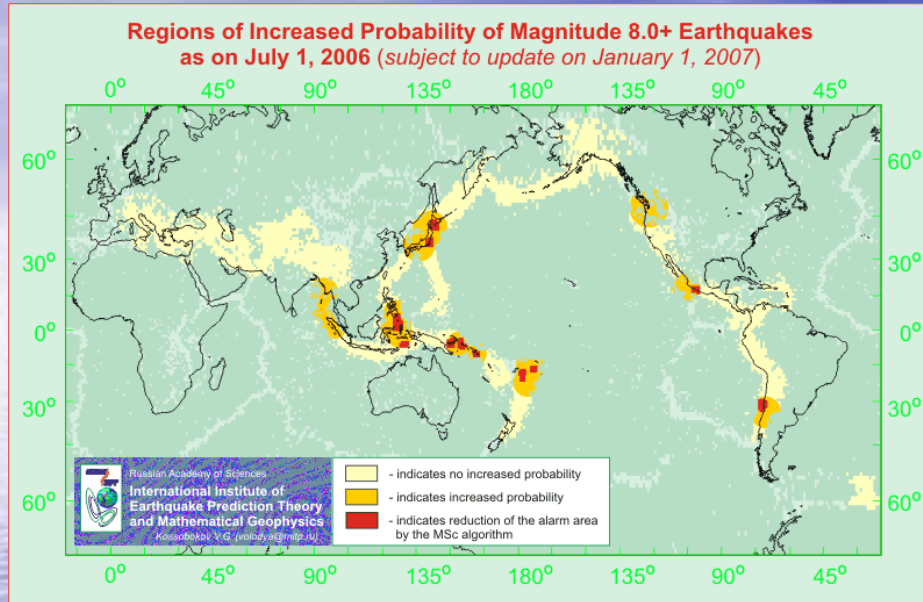 Regions of Increased Probability of Magnitude 8.0+ Earthquakes
as on July 1, 2006 (subject to update on January 1, 2007)
0° 45° 90° 135° 180° 135° 90° 45°
60° 60°
30° 30°
0° 0°
30° 30°
60° 60°
Russian Academy of Sciences
International Institute of
Earthquake Prediction Theory
and Mathematical Geophysics
Kossobokov V.G. (volodya@mitp.ru)
- indicates no increased probability
- indicates increased probability
- indicates reduction of the alarm area
by the MSc algorithm
0° 45° 90° 135° 180° 135° 90° 45°